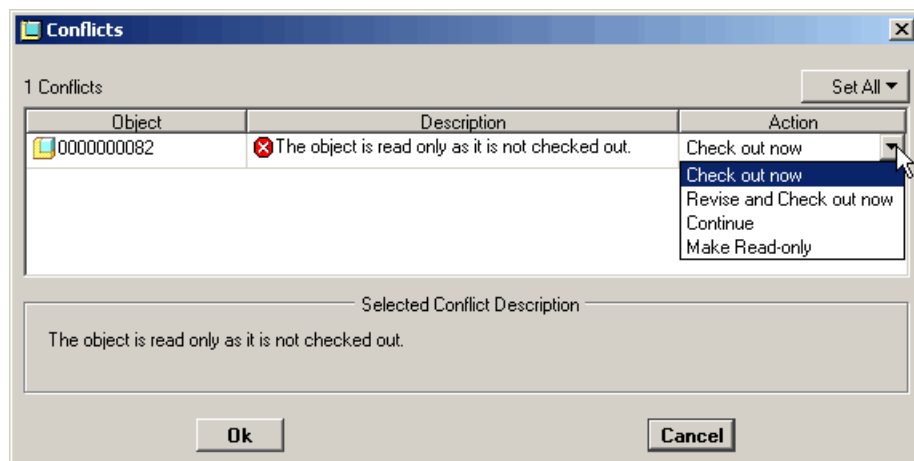 Conflicts
1 Conflicts
Set All
Object Description Action
0000000082 The object is read only as it is not checked out. Check out now
Check out now
Revise and Check out now
Continue
Make Read-only
Selected Conflict Description
The object is read only as it is not checked out.
Ok Cancel